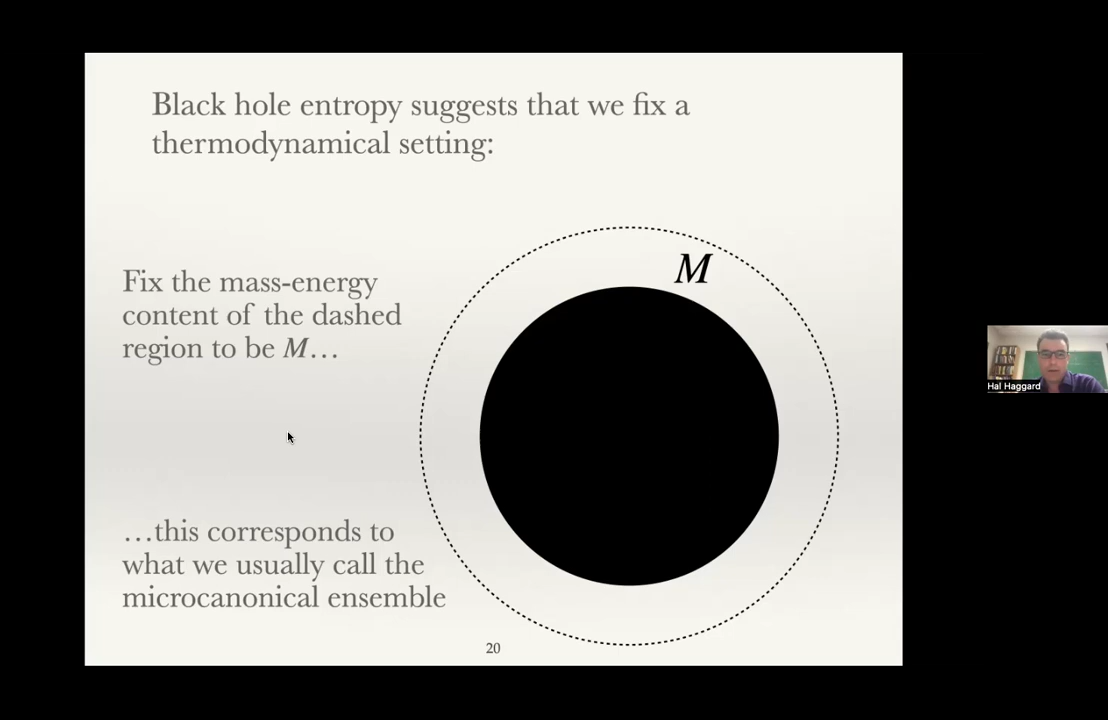 Black hole entropy suggests that we fix a
thermodynamical setting:
M
Fix the mass-energy
content of the dashed
region to be M…
Hal Haggard
…this corresponds to
what we usually call the
microcanonical ensemble
20